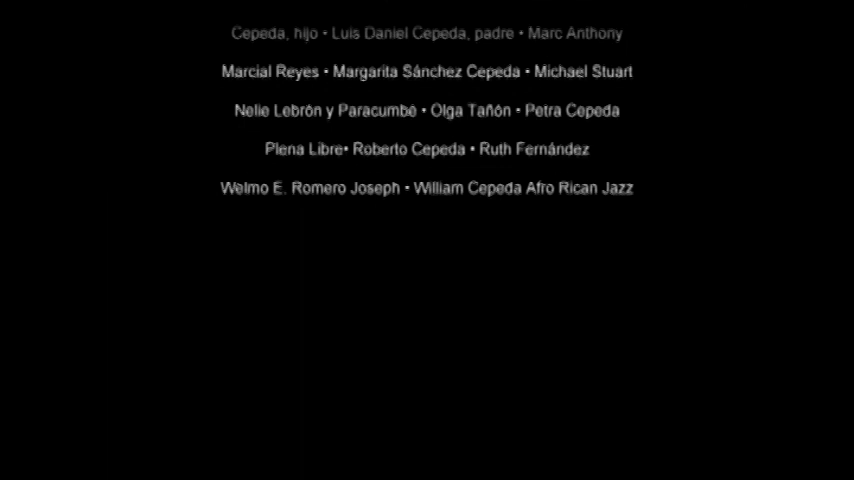 Cepeda, hijo • Luis Daniel Cepeda, padre • Marc Anthony
Marcial Reyes • Margarita Sánchez Cepeda • Michael Stuart
Nelie Lebrón y Paracumbé • Olga Tañón • Petra Cepeda
Plena Libre• Roberto Cepeda • Ruth Fernández
Welmo E. Romero Joseph • William Cepeda Afro Rican Jazz